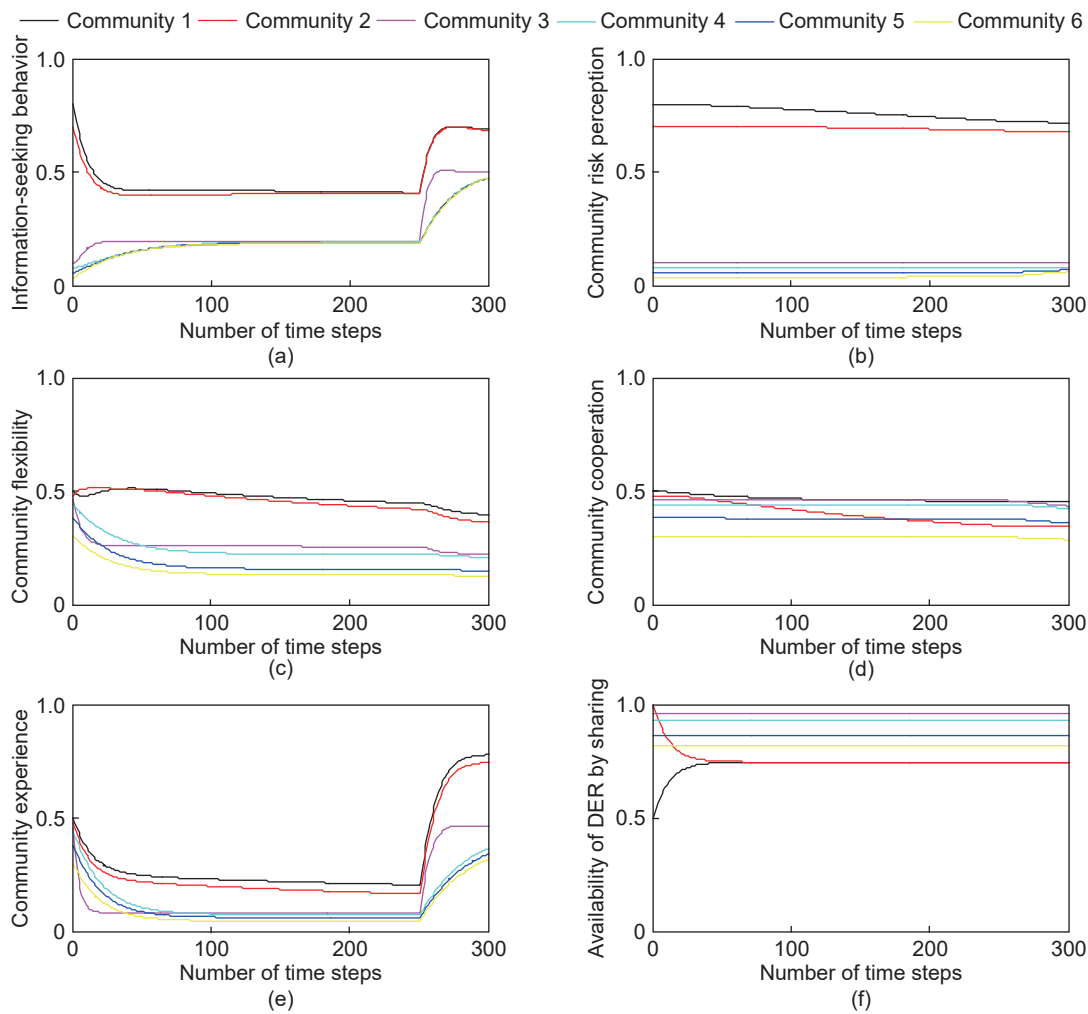 Community 1 Community 2 Community 3 Community 4 Community 5 Community 6
Information-seeking behavior
1.0
0.5
0
0 100 200 300
Number of time steps
(a)
Community risk perception
1.0
0.5
0
0 100 200 300
Number of time steps
(b)
Community flexibility
1.0
0.5
0
0 100 200 300
Number of time steps
(c)
Community cooperation
1.0
0.5
0
0 100 200 300
Number of time steps
(d)
Community experience
1.0
0.5
0
0 100 200 300
Number of time steps
(e)
Availability of DER by sharing
1.0
0.5
0
0 100 200 300
Number of time steps
(f)